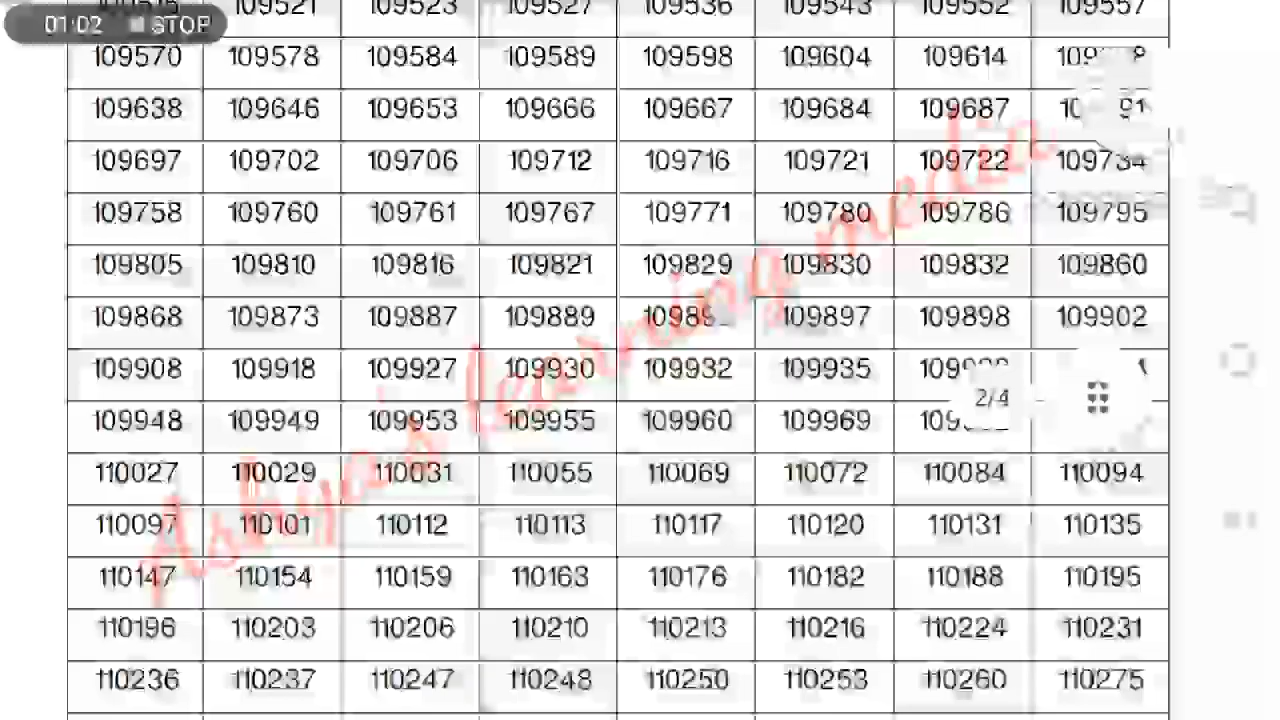 01:02 STOP
109521 109523 109527 109536 109543 109552 109557
109570 109578 109584 109589 109598 109604 109614
109638 109646 109653 109666 109667 109684 109687
109697 109702 109706 109712 109716 109721 109722 109734
109758 109760 109761 109767 109771 109780 109786 109795
109805 109810 109816 109821 109829 109830 109832 109860
109868 109873 109887 109889 109897 109898 109902
109908 109918 109927 109930 109932 109935
2/4
109948 109949 109953 109955 109960 109969
110027 110029 110031 110055 110069 110072 110084 110094
110097 110101 110112 110113 110117 110120 110131 110135
110147 110154 110159 110163 110176 110182 110188 110195
110196 110203 110206 110210 110213 110216 110224 110231
110236 110237 110247 110248 110250 110253 110260 110275
learning media